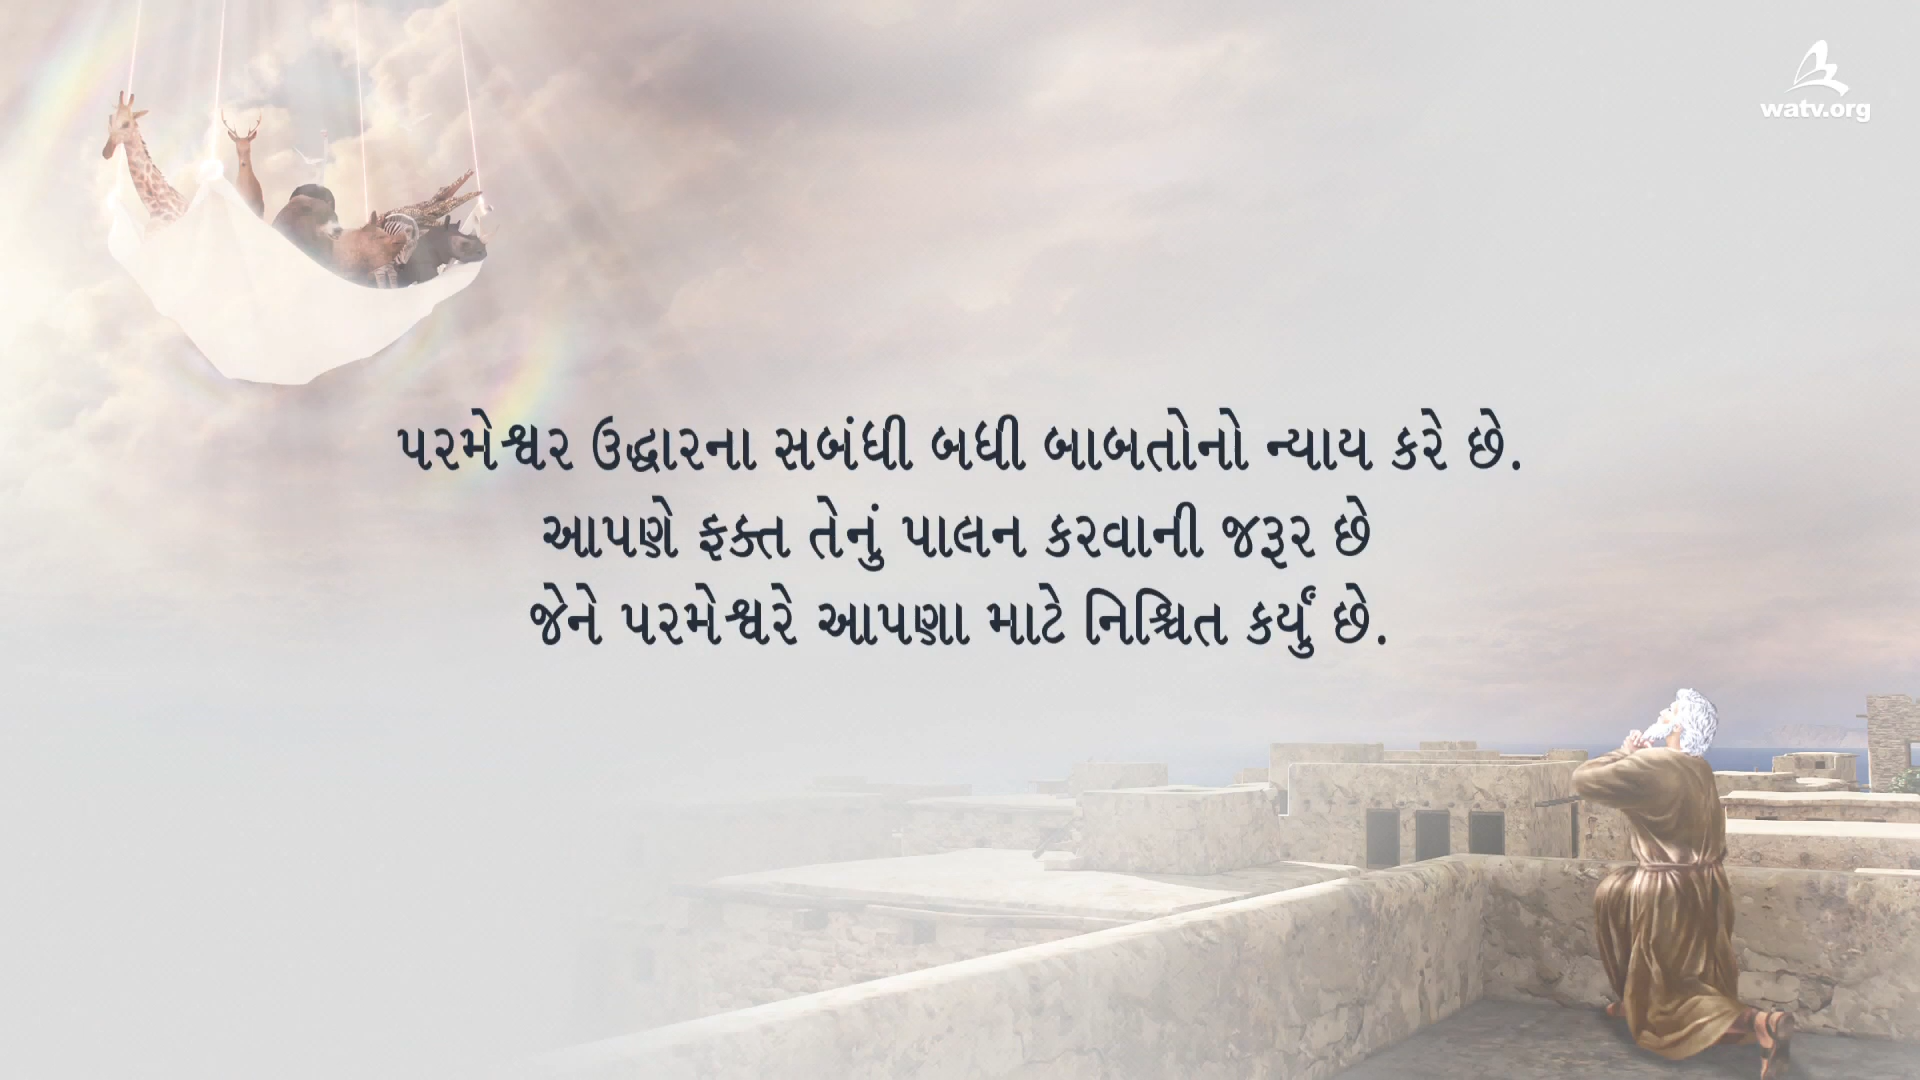 watv.org
પરમેશ્વર ઉદ્ધારના સબંધી બધી બાબતોનો ન્યાય કરે છે.
આપણે ફક્ત તેનું પાલન કરવાની જરૂર છે
જેને પરમેશ્વરે આપણા માટે નિશ્ચિત કર્યું છે.